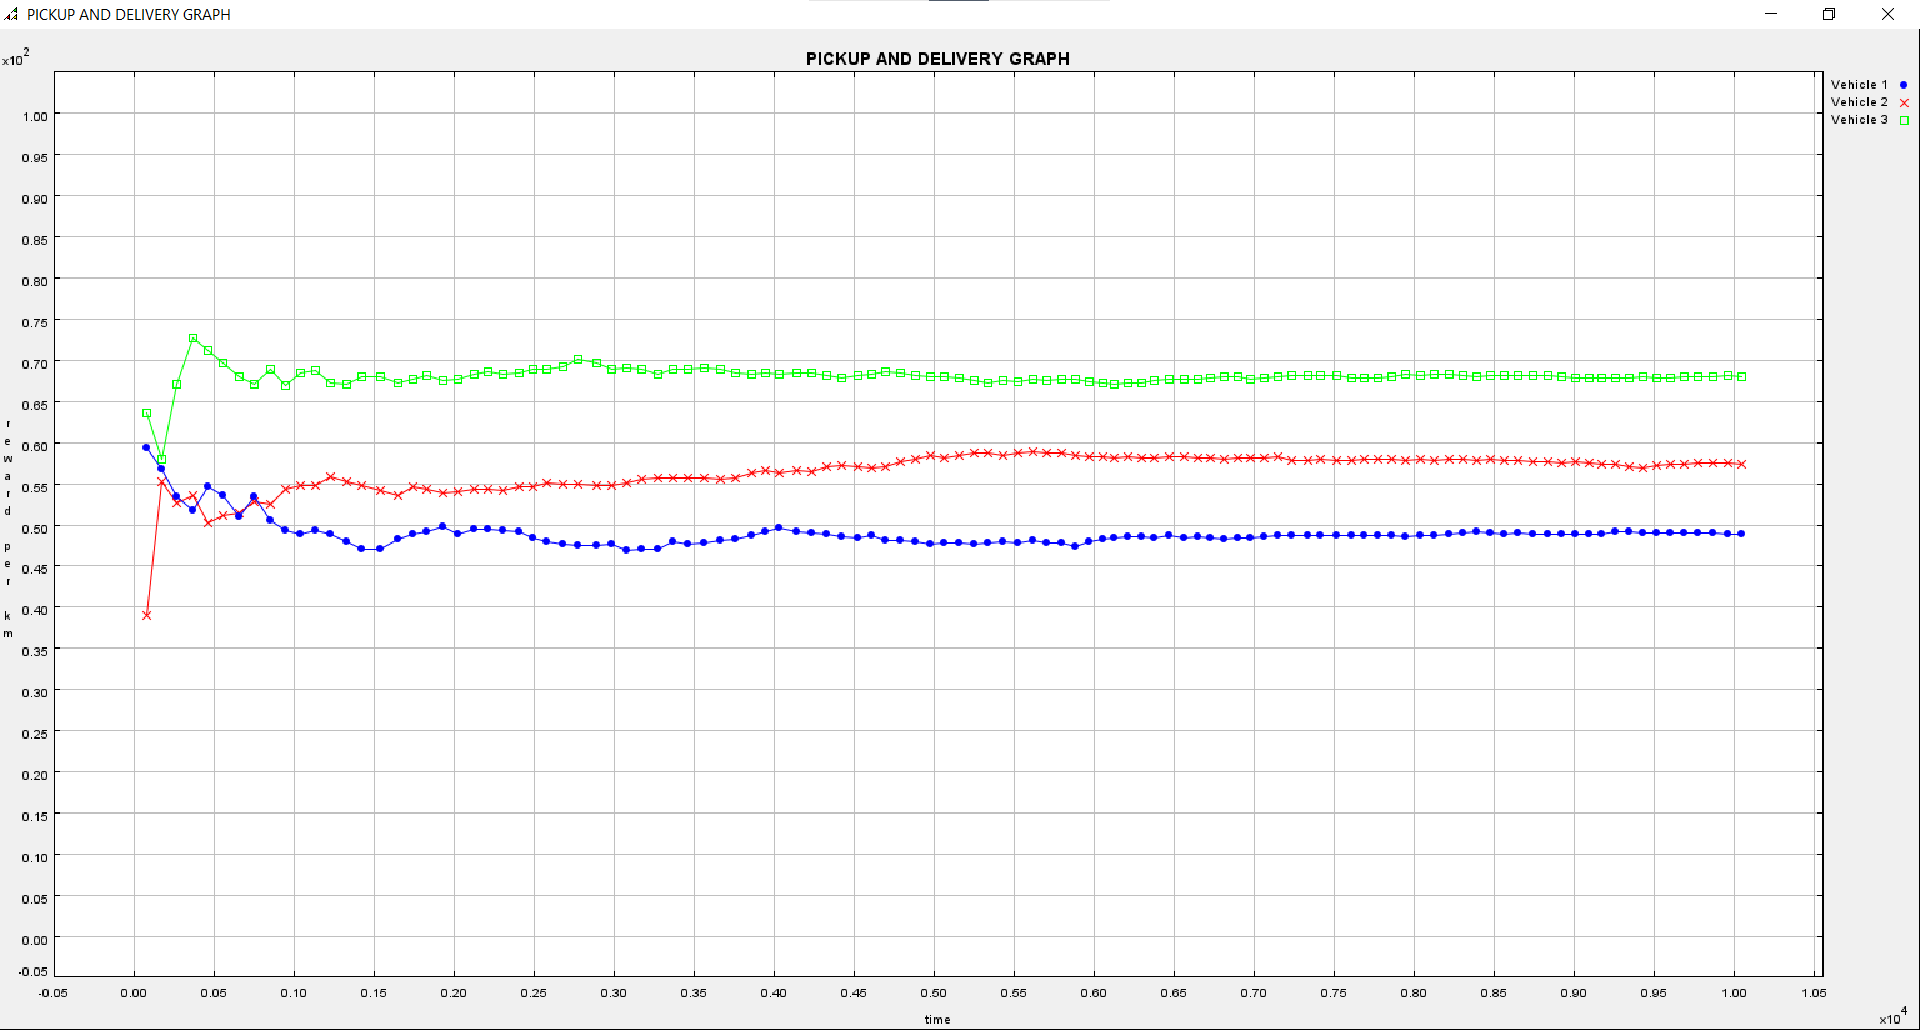 PICKUP AND DELIVERY GRAPH
PICKUP AND DELIVERY GRAPH
x10^2
Vehicle 1
Vehicle 2
Vehicle 3
1.00
0.95
0.90
0.85
0.80
0.75
0.70
0.65
0.60
0.55
0.50
0.45
0.40
0.35
0.30
0.25
0.20
0.15
0.10
0.05
0.00
-0.05
reward per km
-0.05 0.00 0.05 0.10 0.15 0.20 0.25 0.30 0.35 0.40 0.45 0.50 0.55 0.60 0.65 0.70 0.75 0.80 0.85 0.90 0.95 1.00 1.05
time
x10^4